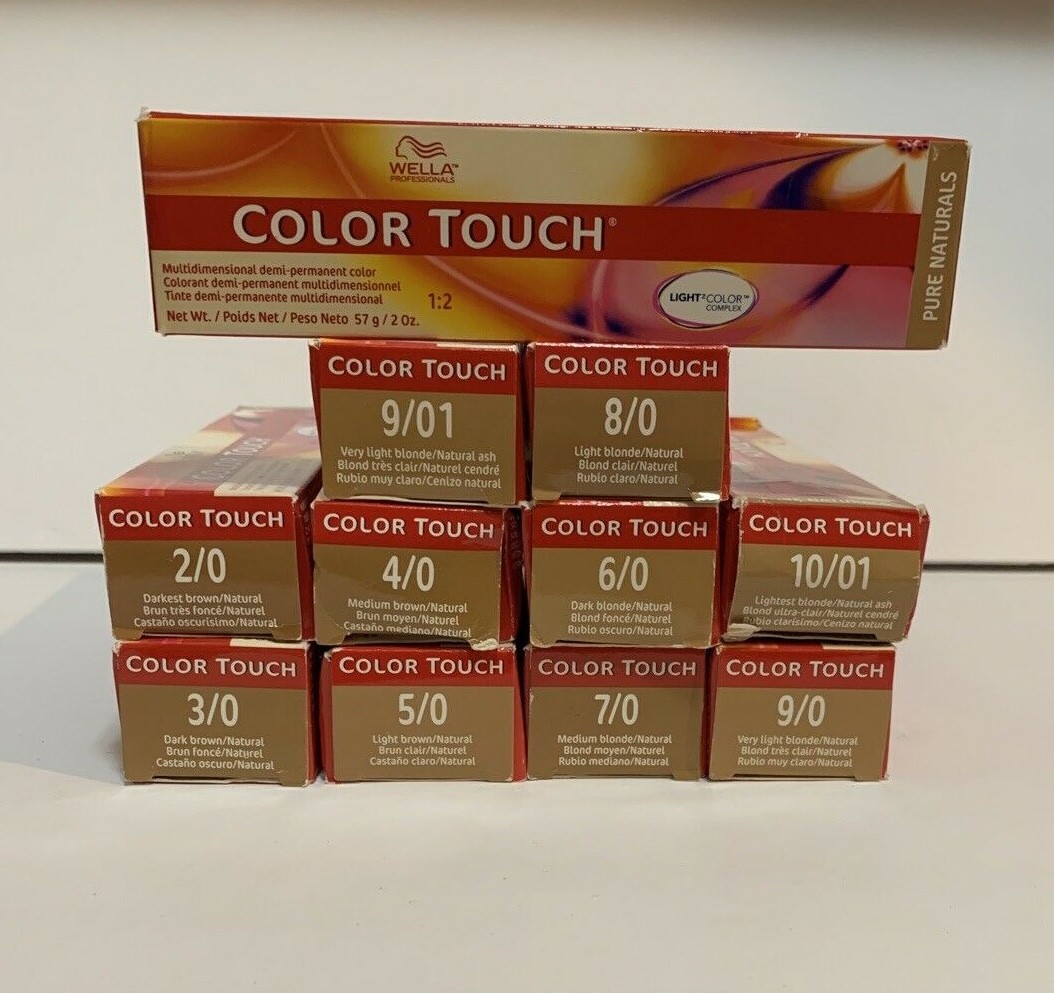 WELLA™
PROFESSIONALS
COLOR TOUCH®
Multidimensional demi-permanent color
Colorant demi-permanent multidimensionnel
Tinte demi-permanente multidimensional
1:2
Net Wt. / Poids Net / Peso Neto 57 g / 2 Oz.
LIGHT²COLOR™
COMPLEX
PURE NATURALS
COLOR TOUCH
9/01
Very light blonde/Natural ash
Blond très clair/Naturel cendré
Rubio muy claro/Cenizo natural
COLOR TOUCH
8/0
Light blonde/Natural
Blond clair/Naturel
Rubio claro/Natural
COLOR TOUCH
COLOR TOUCH
2/0
Darkest brown/Natural
Brun très foncé/Naturel
Castaño oscurisimo/Natural
COLOR TOUCH
4/0
Medium brown/Natural
Brun moyen/Naturel
Castaño mediano/Natural
COLOR TOUCH
6/0
Dark blonde/Natural
Blond foncé/Naturel
Rubio oscuro/Natural
COLOR TOUCH
10/01
Lightest blonde/Natural ash
Blond ultra-clair/Naturel cendré
Rubio clarísimo/Cenizo natural
COLOR TOUCH
3/0
Dark brown/Natural
Brun foncé/Naturel
Castaño oscuro/Natural
COLOR TOUCH
5/0
Light brown/Natural
Brun clair/Naturel
Castaño claro/Natural
COLOR TOUCH
7/0
Medium blonde/Natural
Blond moyen/Naturel
Rubio mediano/Natural
COLOR TOUCH
9/0
Very light blonde/Natural
Blond très clair/Naturel
Rubio muy claro/Natural